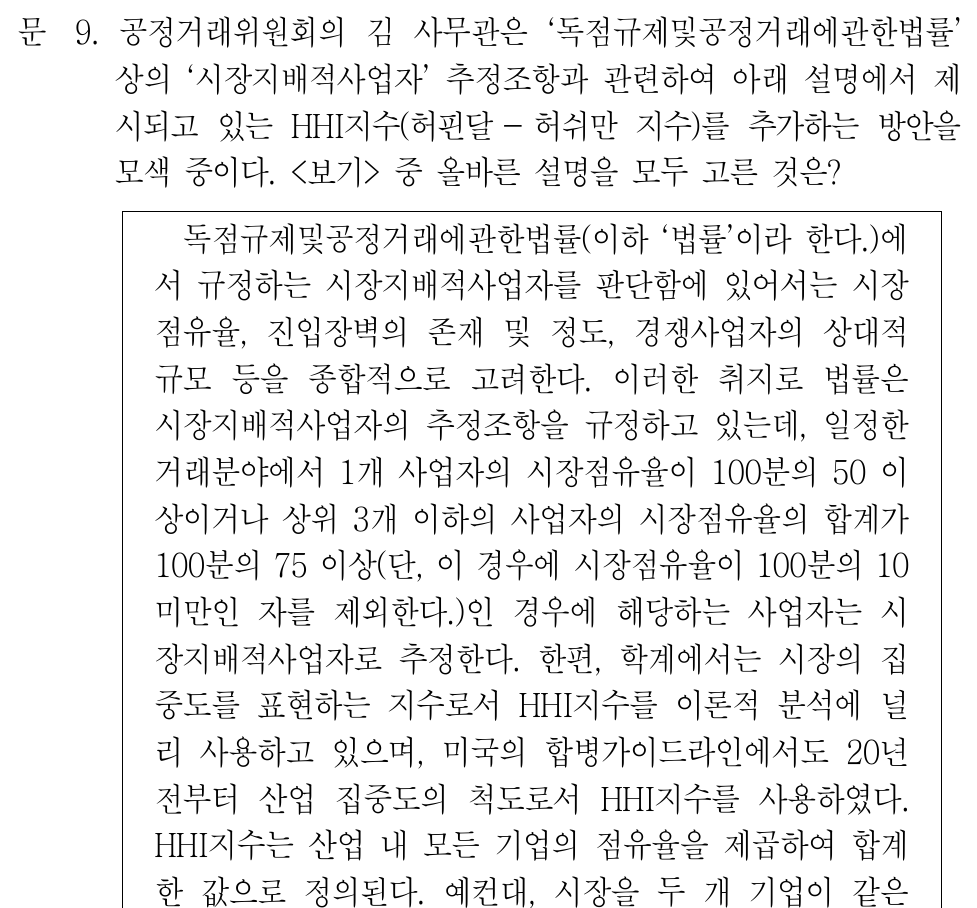 문 9. 공정거래위원회의 김 사무관은 ‘독점규제및공정거래에관한법률’
상의 ‘시장지배적사업자’ 추정조항과 관련하여 아래 설명에서 제
시되고 있는 HHI지수(허핀달 – 허쉬만 지수)를 추가하는 방안을
모색 중이다. <보기> 중 올바른 설명을 모두 고른 것은?
독점규제및공정거래에관한법률(이하 ‘법률’이라 한다.)에
서 규정하는 시장지배적사업자를 판단함에 있어서는 시장
점유율, 진입장벽의 존재 및 정도, 경쟁사업자의 상대적
규모 등을 종합적으로 고려한다. 이러한 취지로 법률은
시장지배적사업자의 추정조항을 규정하고 있는데, 일정한
거래분야에서 1개 사업자의 시장점유율이 100분의 50 이
상이거나 상위 3개 이하의 사업자의 시장점유율의 합계가
100분의 75 이상(단, 이 경우에 시장점유율이 100분의 10
미만인 자를 제외한다.)인 경우에 해당하는 사업자는 시
장지배적사업자로 추정한다. 한편, 학계에서는 시장의 집
중도를 표현하는 지수로서 HHI지수를 이론적 분석에 널
리 사용하고 있으며, 미국의 합병가이드라인에서도 20년
전부터 산업 집중도의 척도로서 HHI지수를 사용하였다.
HHI지수는 산업 내 모든 기업의 점유율을 제곱하여 합계
한 값으로 정의된다. 예컨대, 시장을 두 개 기업이 같은